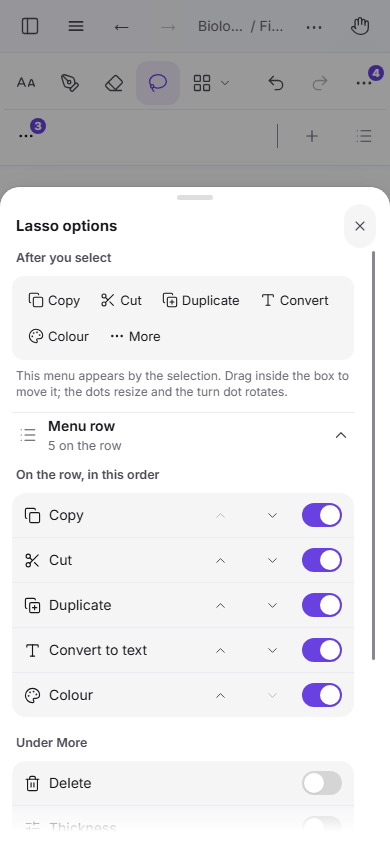 Biolo... / Fi...
AA
4
3
Lasso options
After you select
Copy Cut Duplicate Convert
Colour More
This menu appears by the selection. Drag inside the box to
move it; the dots resize and the turn dot rotates.
Menu row
5 on the row
On the row, in this order
Copy
Cut
Duplicate
Convert to text
Colour
Under More
Delete
Thickness